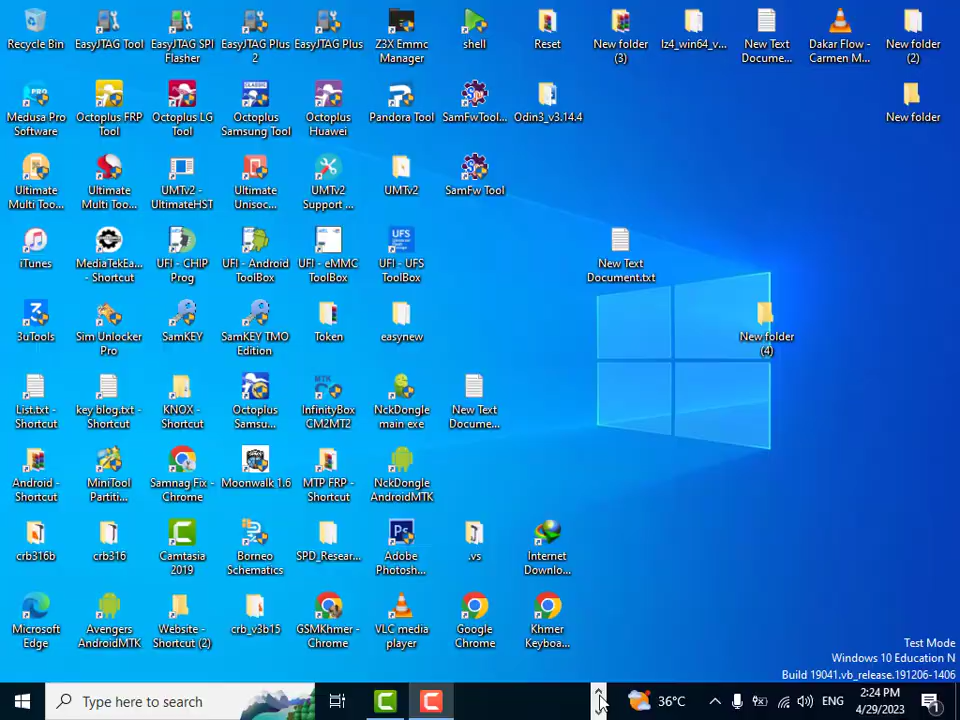 Recycle Bin
EasyJTAG Tool
EasyJTAG SPI
Flasher
EasyJTAG Plus
2
EasyJTAG Plus
Z3X Emmc
Manager
shell
Reset
New folder
(3)
lz4_win64_v...
New Text
Docume...
Dakar Flow -
Carmen M...
New folder
(2)
Medusa Pro
Software
Octoplus FRP
Tool
Octoplus LG
Tool
Octoplus
Samsung Tool
Octoplus
Huawei
Pandora Tool
SamFwTool...
Odin3_v3.14.4
New folder
Ultimate
Multi Too...
Ultimate
Multi Too...
UMTv2 -
UltimateHST
Ultimate
Unisoc...
UMTv2
Support ...
UMTv2
SamFw Tool
iTunes
MediaTekEa...
- Shortcut
UFI - CHIP
Prog
UFI - Android
ToolBox
UFI - eMMC
ToolBox
UFI - UFS
ToolBox
New Text
Document.txt
3uTools
Sim Unlocker
Pro
SamKEY
SamKEY TMO
Edition
Token
easynew
New folder
(4)
List.txt -
Shortcut
key blog.txt -
Shortcut
KNOX -
Shortcut
Octoplus
Samsu...
InfinityBox
CM2MT2
NckDongle
main exe
New Text
Docume...
Android -
Shortcut
MiniTool
Partiti...
Samnag Fix -
Chrome
Moonwalk 1.6
MTP FRP -
Shortcut
NckDongle
AndroidMTK
crb316b
crb316
Camtasia
2019
Borneo
Schematics
SPD_Resear...
Adobe
Photosh...
.vs
Internet
Downlo...
Microsoft
Edge
Avengers
AndroidMTK
Website -
Shortcut (2)
crb_v3b15
GSMKhmer -
Chrome
VLC media
player
Google
Chrome
Khmer
Keyboa...
Test Mode
Windows 10 Education N
Build 19041.vb_release.191206-1406
Type here to search
36°C
ENG
2:24 PM
4/29/2023
1